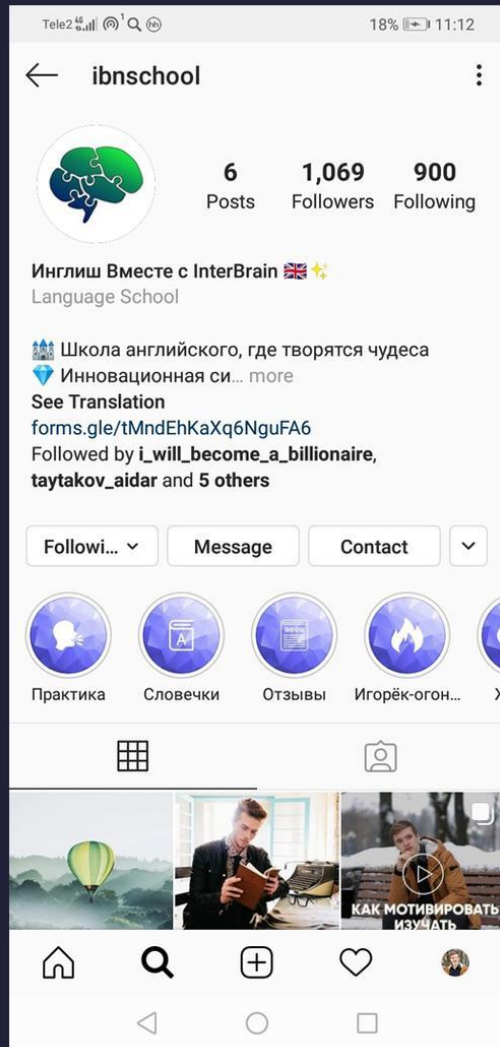 Tele2 18% 11:12
ibnschool
6 1,069 900
Posts Followers Following
Инглиш Вместе с InterBrain
Language School
Школа английского, где творятся чудеса
Инновационная си... more
See Translation
forms.gle/tMndEhKaXq6NguFA6
Followed by i_will_become_a_billionaire,
taytakov_aidar and 5 others
Followi... Message Contact
Практика Словечки Отзывы Игорёк-огон...
КАК МОТИВИРОВАТЬ
ИЗУЧАТЬ